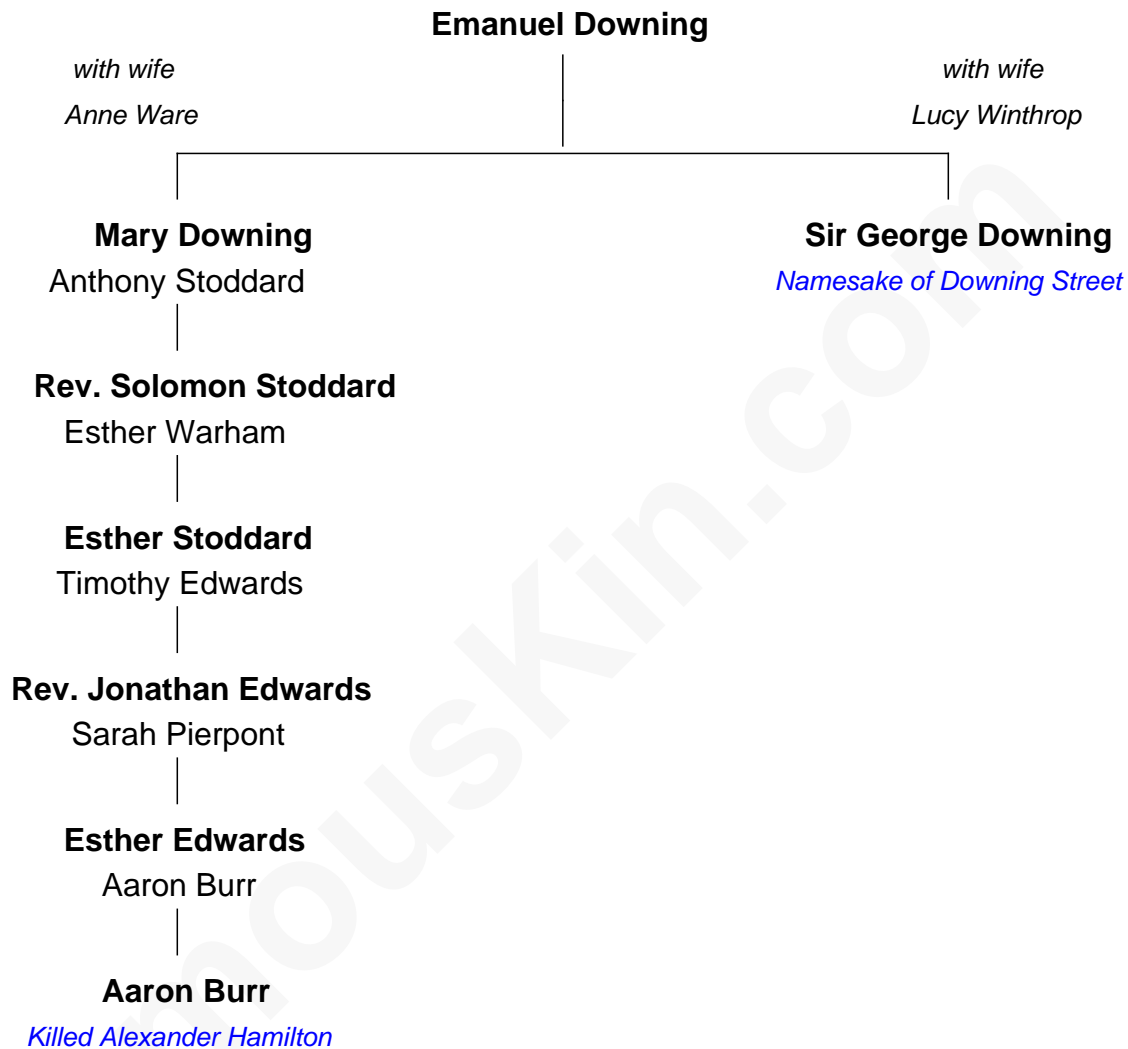 Emanuel Downing
with wife
Anne Ware
with wife
Lucy Winthrop
Mary Downing
Anthony Stoddard
Sir George Downing
Namesake of Downing Street
Rev. Solomon Stoddard
Esther Warham
Esther Stoddard
Timothy Edwards
Rev. Jonathan Edwards
Sarah Pierpont
Esther Edwards
Aaron Burr
Aaron Burr
Killed Alexander Hamilton
mousKin.com